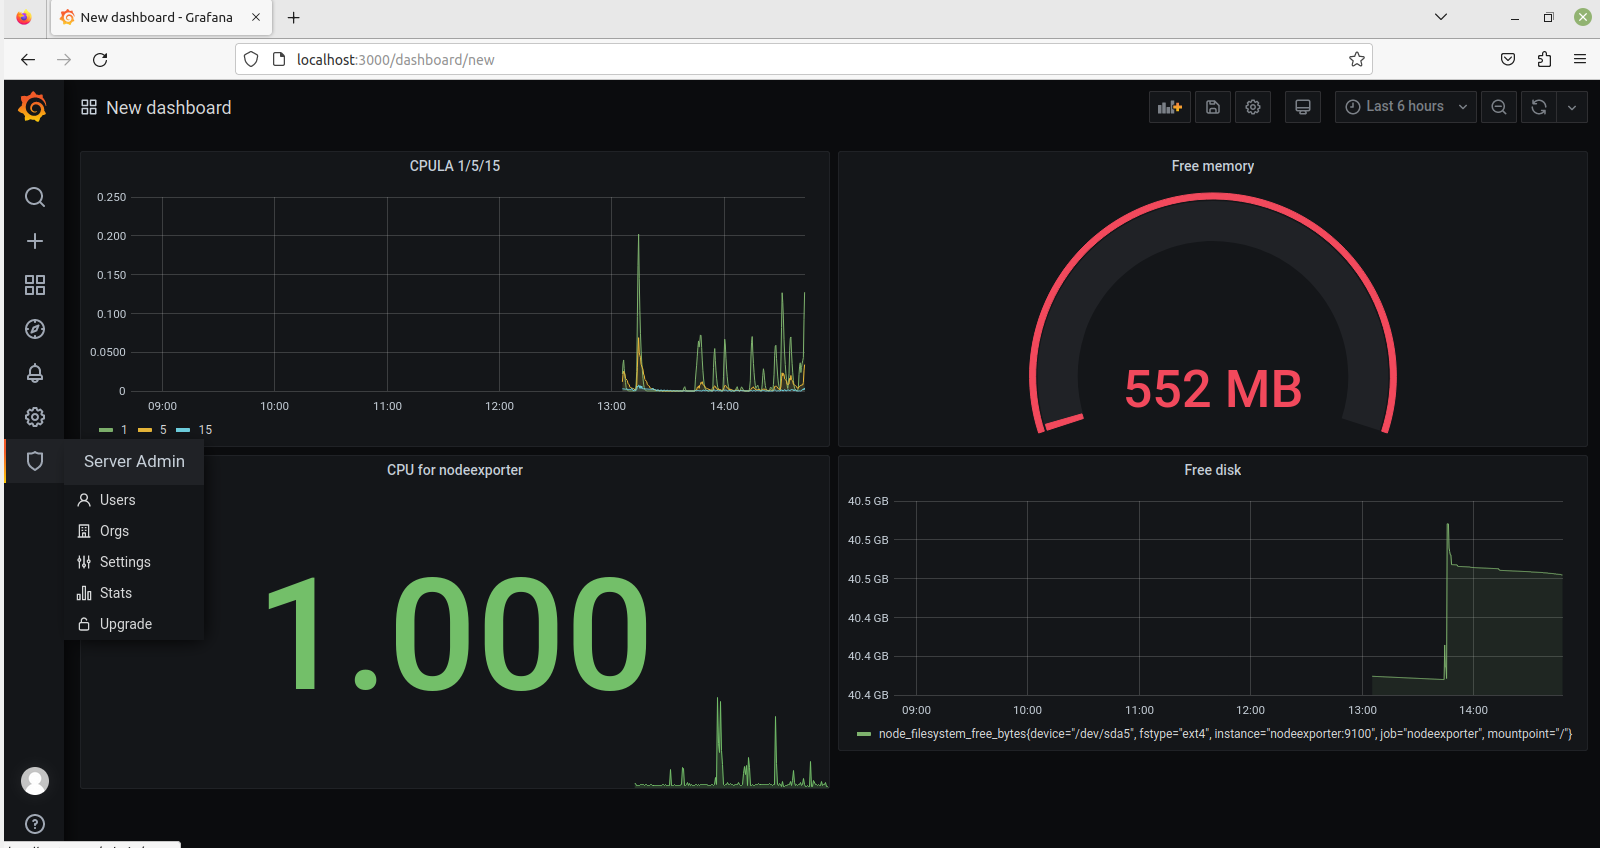 New dashboard - Grafana
localhost:3000/dashboard/new
New dashboard
Last 6 hours
CPULA 1/5/15
0.250
0.200
0.150
0.100
0.0500
0
09:00 10:00 11:00 12:00 13:00 14:00
1 5 15
Free memory
552 MB
Server Admin
Users
Orgs
Settings
Stats
Upgrade
CPU for nodeexporter
1.000
Free disk
40.5 GB
40.5 GB
40.5 GB
40.4 GB
40.4 GB
40.4 GB
09:00 10:00 11:00 12:00 13:00 14:00
node_filesystem_free_bytes{device="/dev/sda5", fstype="ext4", instance="nodeexporter:9100", job="nodeexporter", mountpoint="/"}